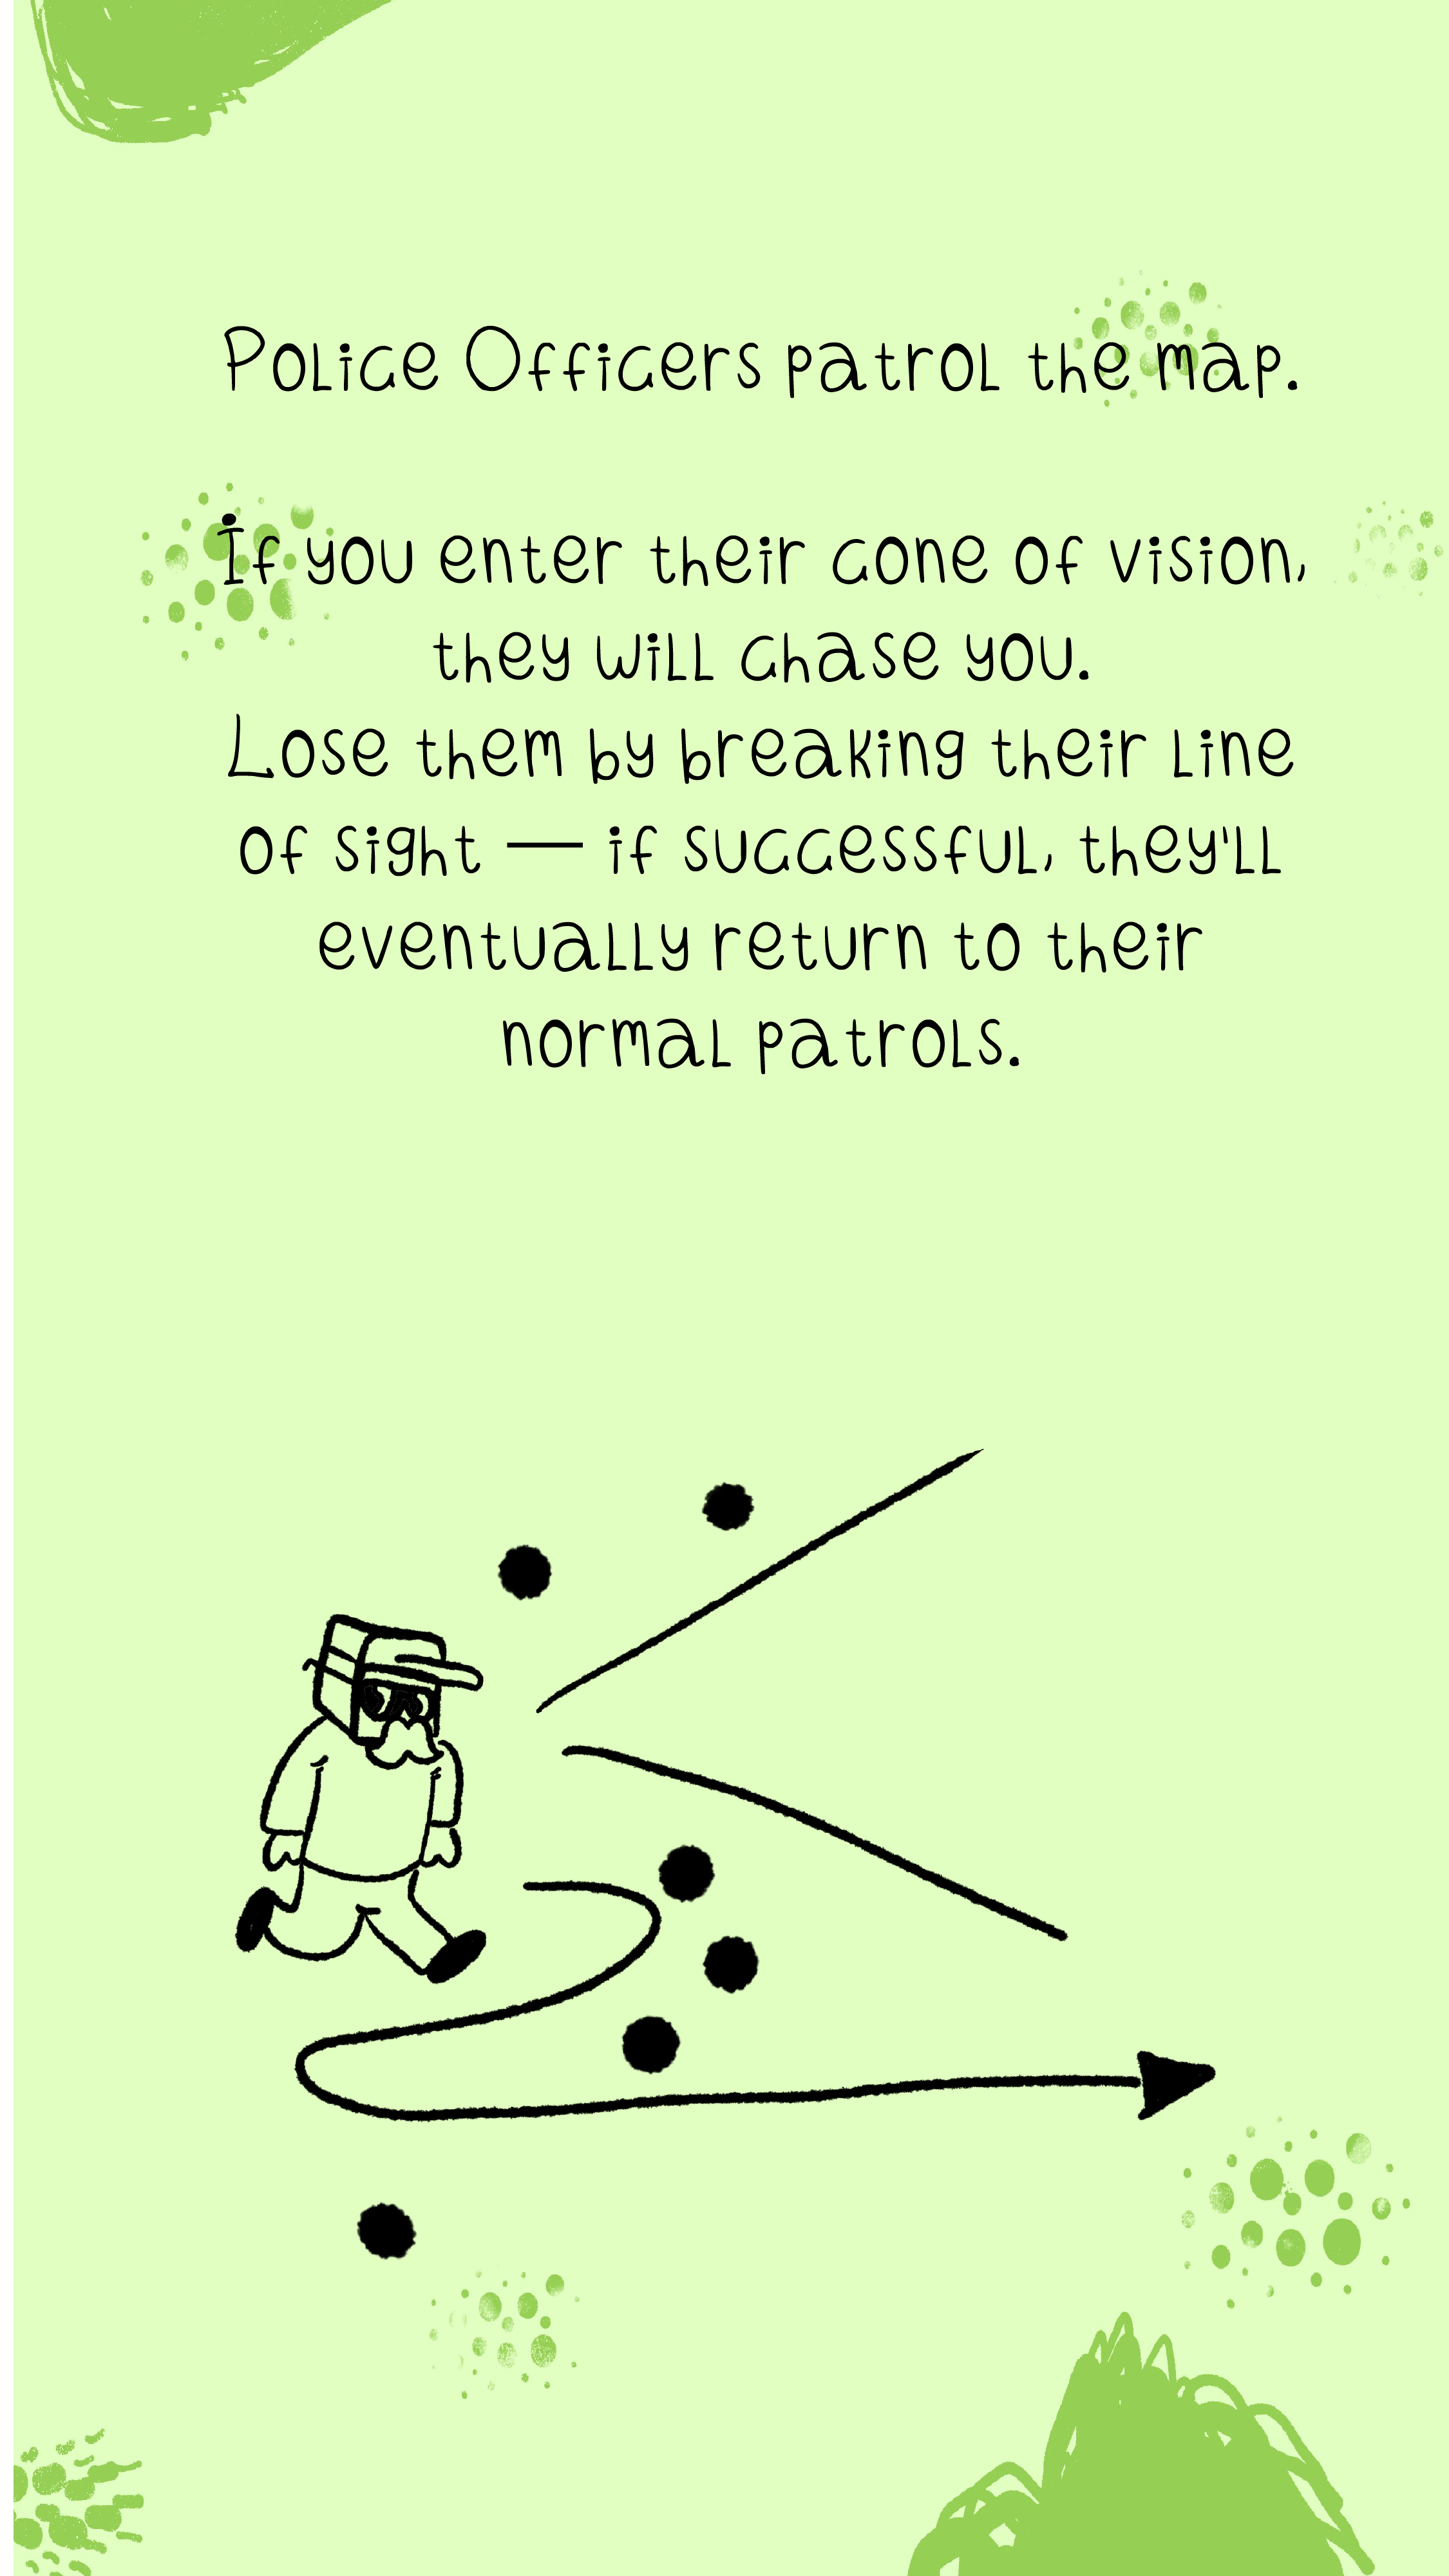 Police Officers patrol the map.
If you enter their cone of vision,
they will chase you.
Lose them by breaking their line
of sight — if successful, they'll
eventually return to their
normal patrols.